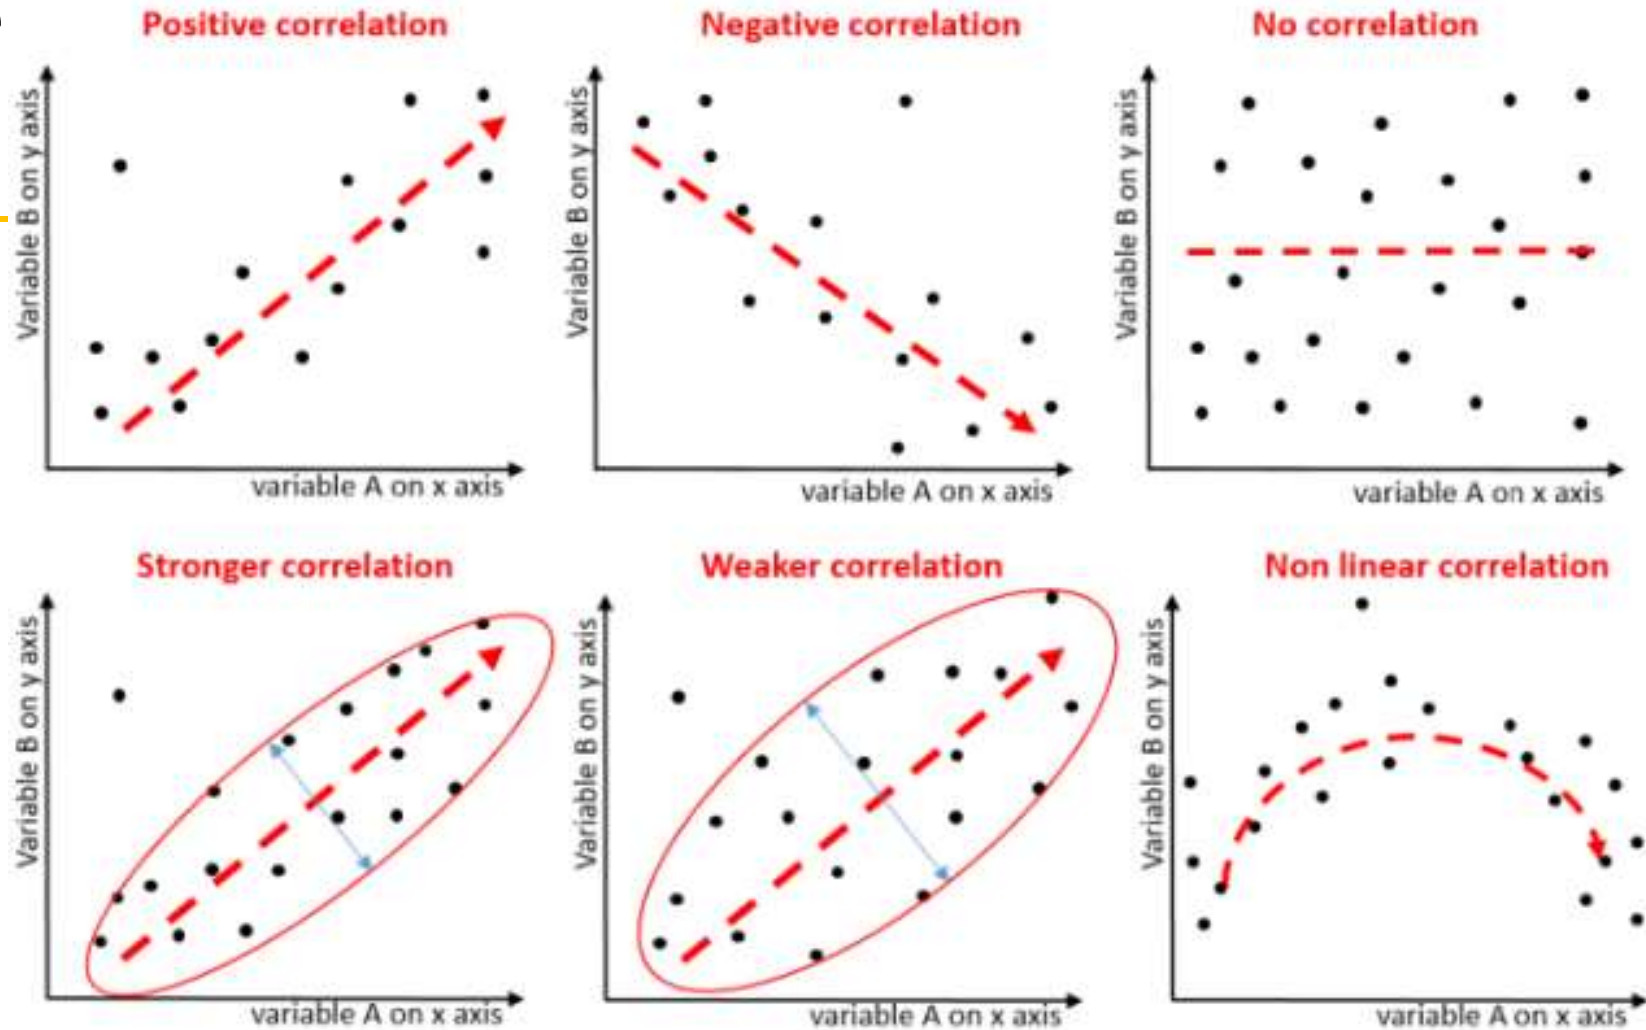 Positive correlation
Negative correlation
No correlation
Variable B on y axis
Variable B on y axis
Variable B on y axis
variable A on x axis
variable A on x axis
variable A on x axis
Stronger correlation
Weaker correlation
Non linear correlation
Variable B on y axis
Variable B on y axis
Variable B on y axis
variable A on x axis
variable A on x axis
variable A on x axis